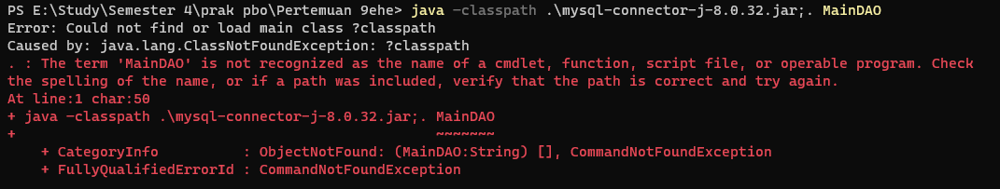 PS E:\Study\Semester 4\prak pbo\Pertemuan 9ehe> java –classpath .\mysql-connector-j-8.0.32.jar;. MainDAO
Error: Could not find or load main class ?classpath
Caused by: java.lang.ClassNotFoundException: ?classpath
. : The term 'MainDAO' is not recognized as the name of a cmdlet, function, script file, or operable program. Check
the spelling of the name, or if a path was included, verify that the path is correct and try again.
At line:1 char:50
+ java –classpath .\mysql-connector-j-8.0.32.jar;. MainDAO
+                                                  ~~~~~~~
    + CategoryInfo          : ObjectNotFound: (MainDAO:String) [], CommandNotFoundException
    + FullyQualifiedErrorId : CommandNotFoundException